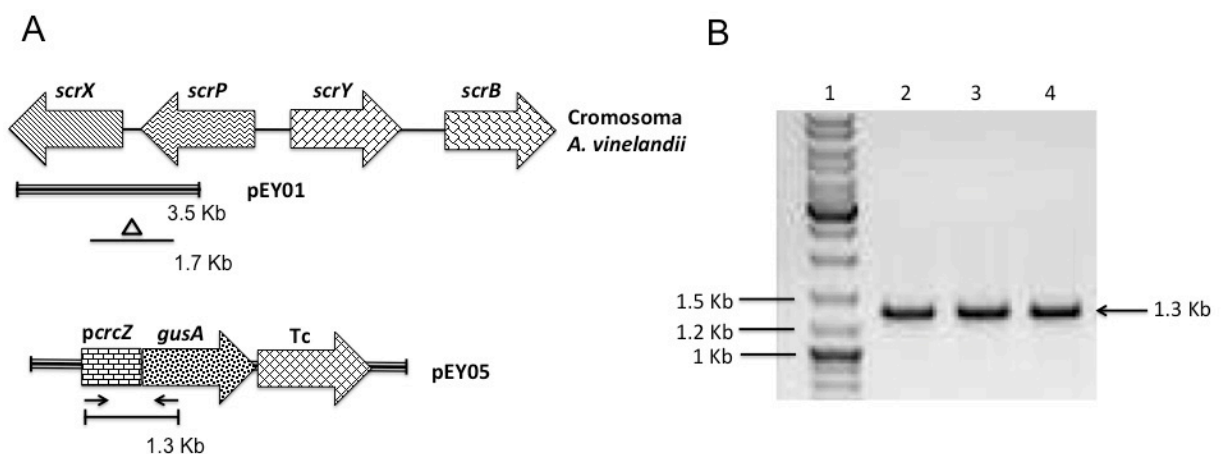 A
scrX scrP scrY scrB
Cromosoma
A. vinelandii
pEY01
3.5 Kb
Δ
1.7 Kb
pcrcZ gusA Tc
pEY05
1.3 Kb
B
1 2 3 4
1.5 Kb
1.3 Kb
1.2 Kb
1 Kb